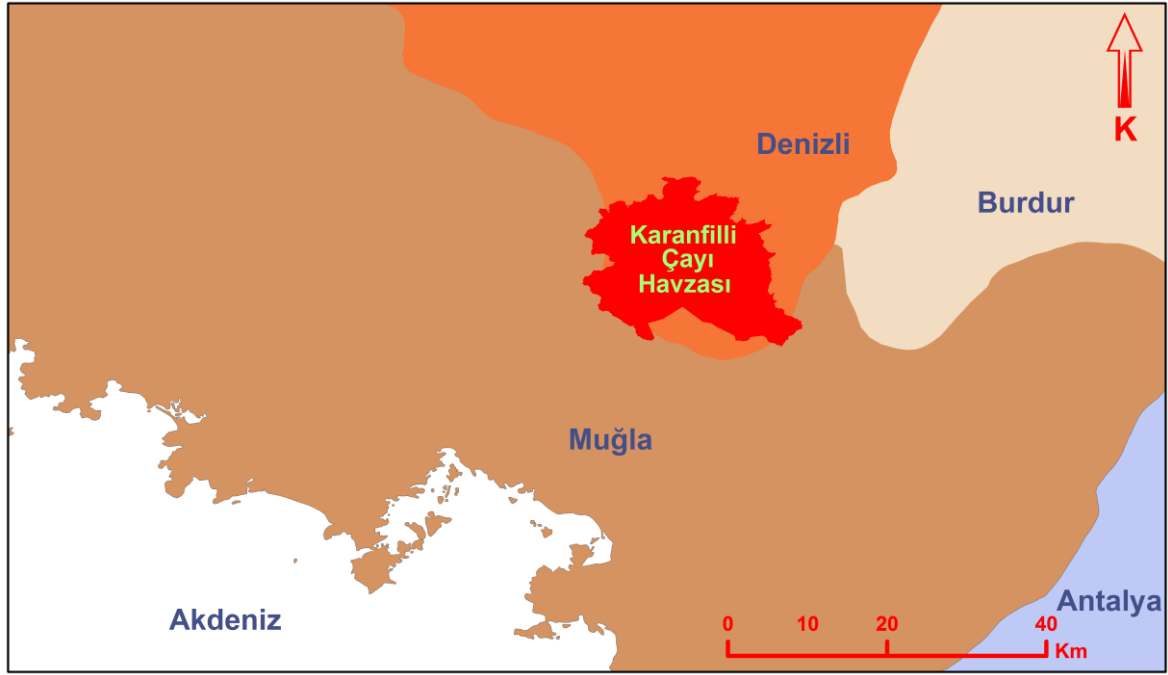 K
Denizli
Burdur
Karanfilli
Çayı
Havzası
Muğla
Akdeniz
Antalya
0 10 20 40
Km